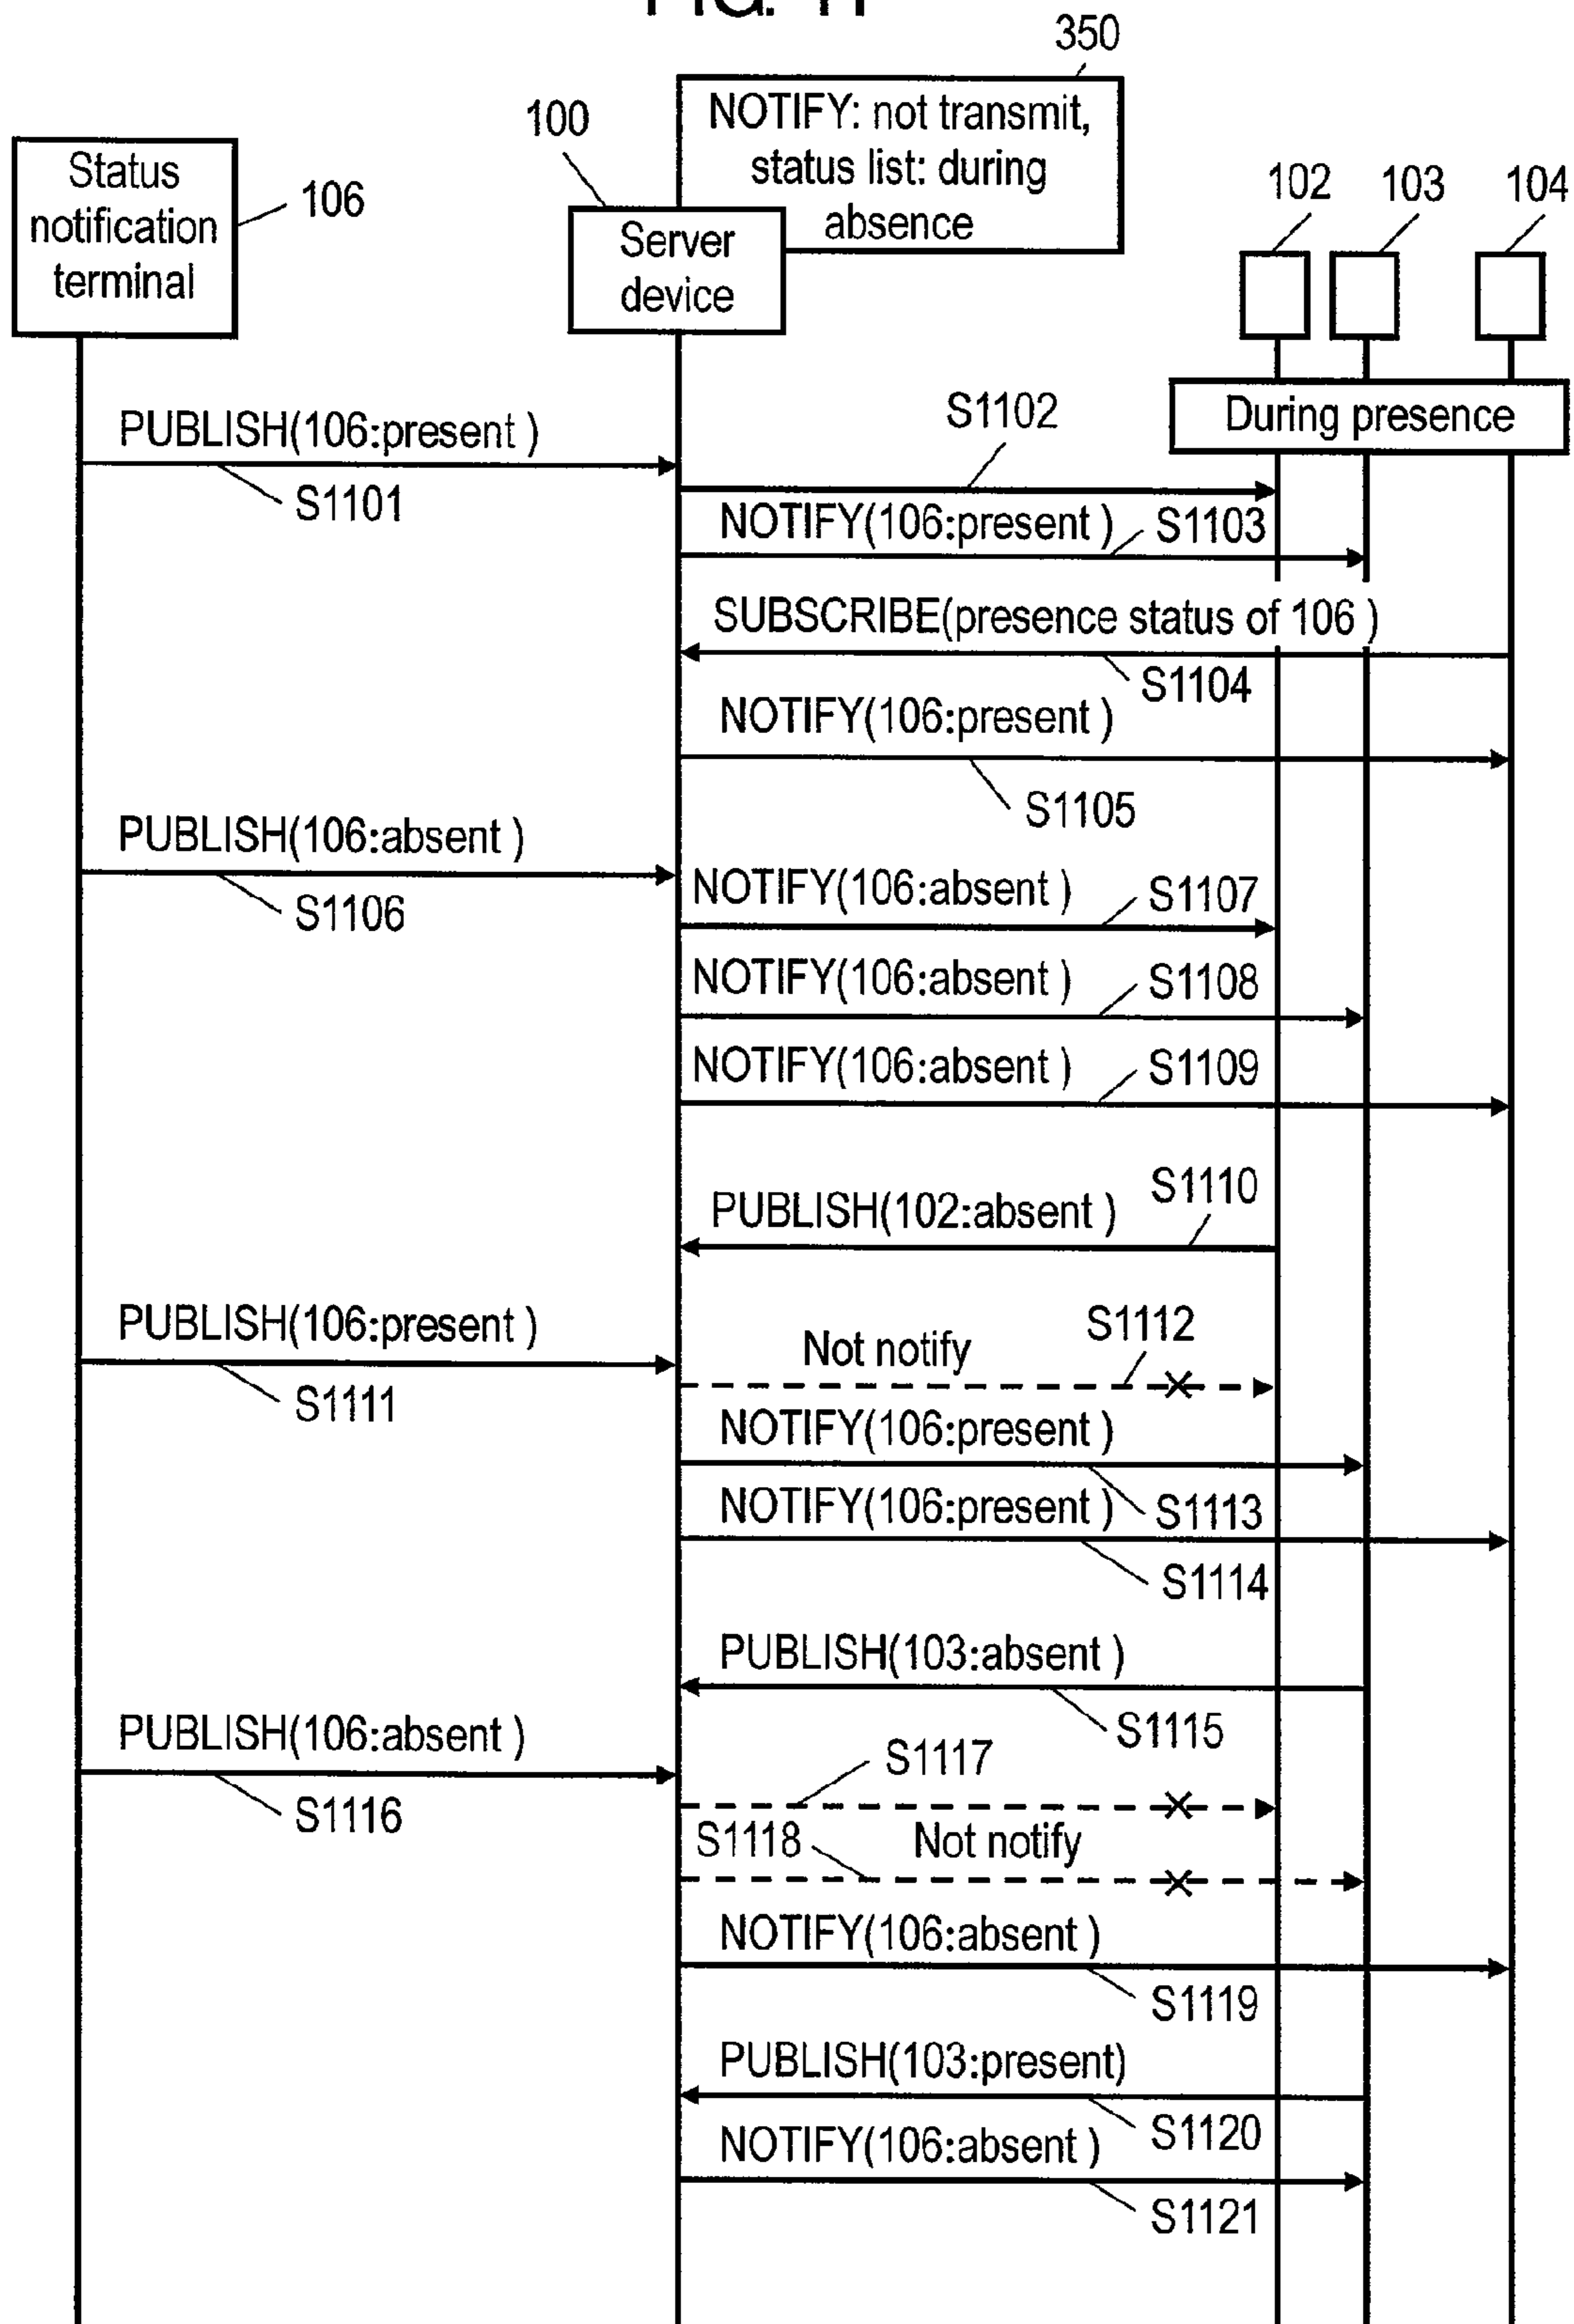 FIG. 11
350
NOTIFY: not transmit,
status list: during
absence
100
Server
device
Status
notification
terminal
106
102
103
104
During presence
PUBLISH(106:present )
S1101
S1102
NOTIFY(106:present )
S1103
SUBSCRIBE(presence status of 106 )
S1104
NOTIFY(106:present )
S1105
PUBLISH(106:absent )
S1106
NOTIFY(106:absent )
S1107
NOTIFY(106:absent )
S1108
NOTIFY(106:absent )
S1109
S1110
PUBLISH(102:absent )
PUBLISH(106:present )
S1111
S1112
Not notify
NOTIFY(106:present )
S1113
NOTIFY(106:present )
S1114
PUBLISH(103:absent )
S1115
PUBLISH(106:absent )
S1116
S1117
S1118
Not notify
NOTIFY(106:absent )
S1119
PUBLISH(103:present)
S1120
NOTIFY(106:absent )
S1121